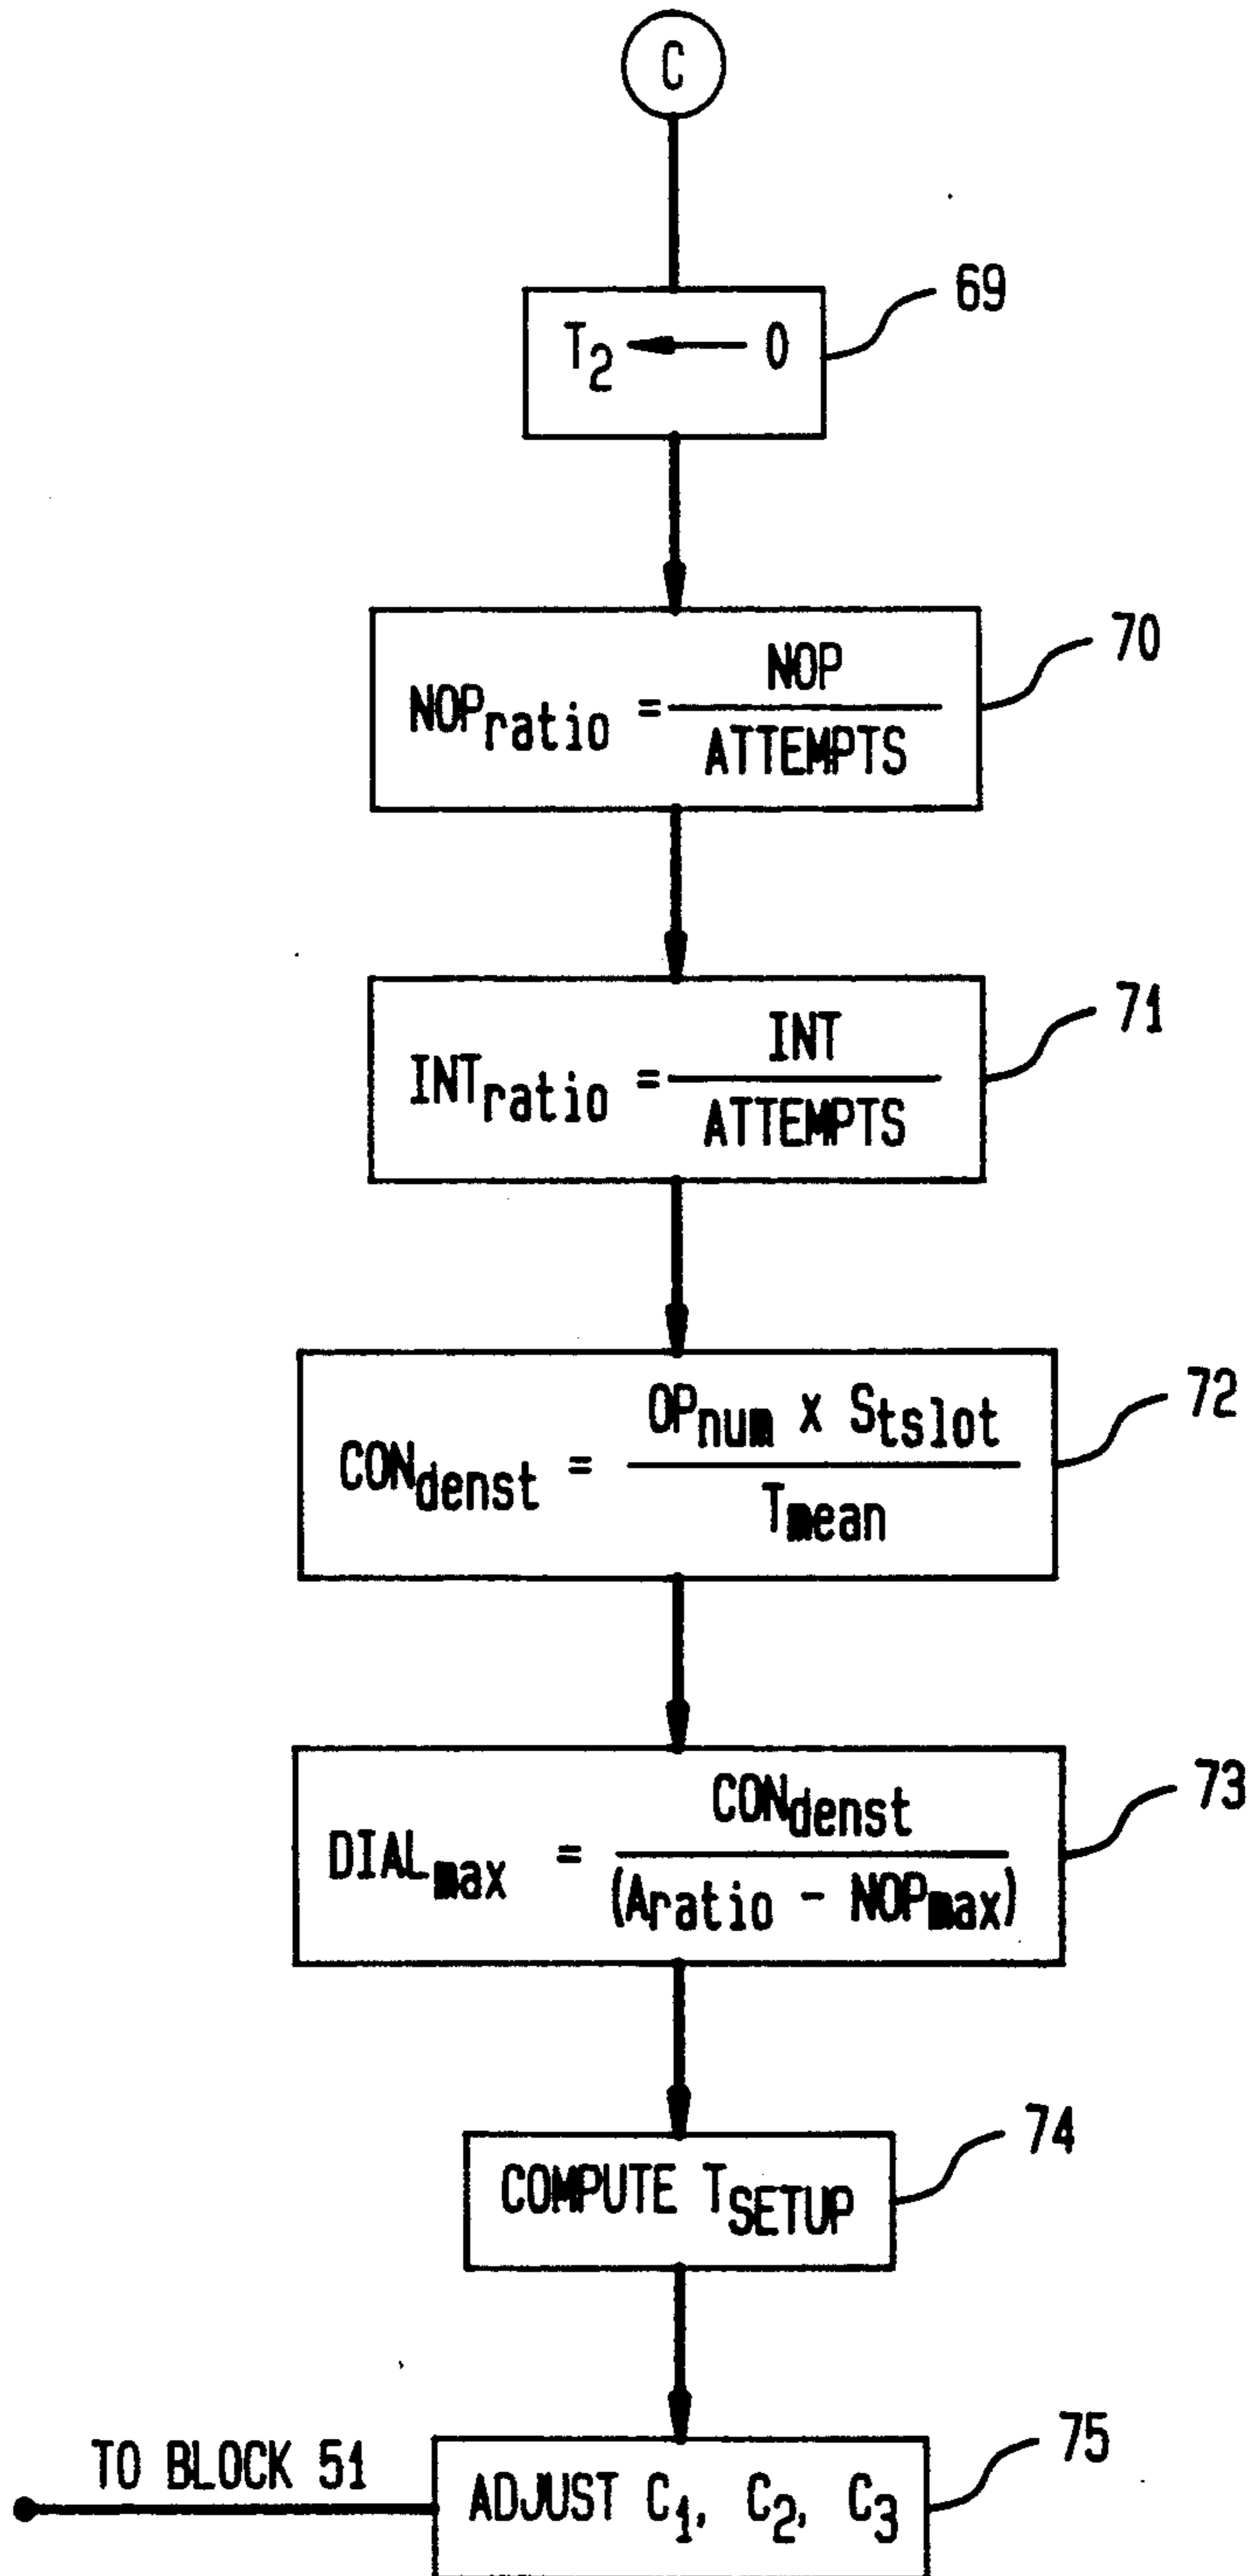 C
T2 ← 0
69
NOPratio = NOP / ATTEMPTS
70
INTratio = INT / ATTEMPTS
71
CONdenst = OPnum x Stslot / Tmean
72
DIALmax = CONdenst / (Aratio - NOPmax)
73
COMPUTE TSETUP
74
TO BLOCK 51
ADJUST C1, C2, C3
75